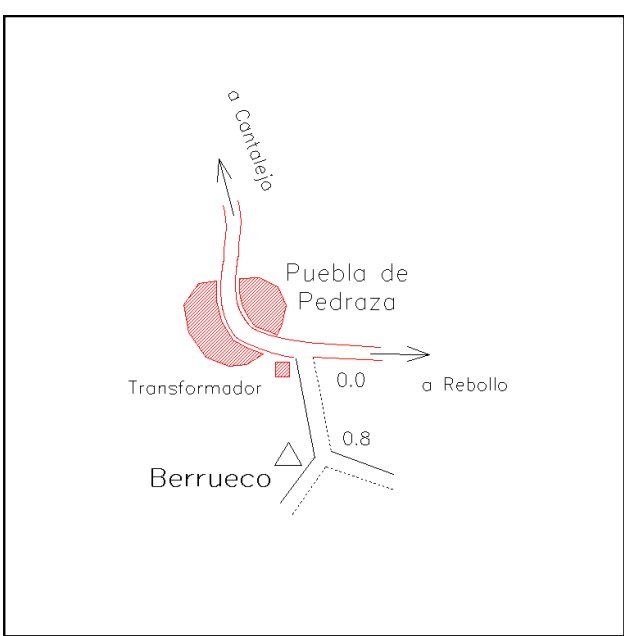 a Cantalejo
Puebla de
Pedraza
Transformador
0.0
a Rebollo
0.8
Berrueco